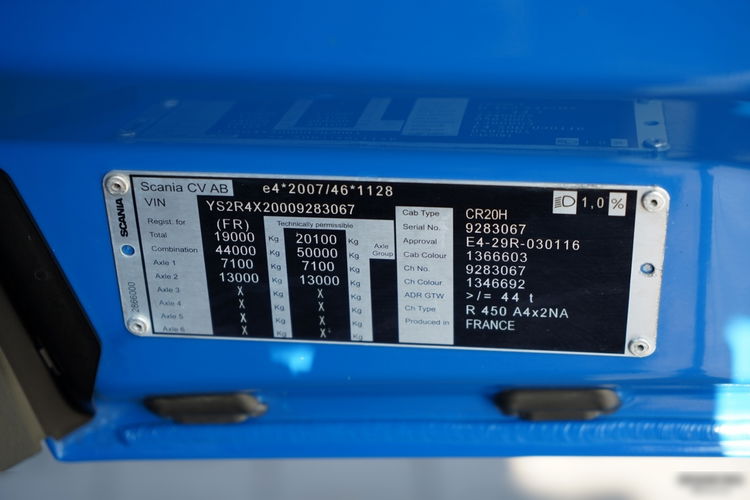 Scania CV AB e4*2007/46*1128 1,0 %
VIN YS2R4X20009283067
SCANIA
2666000
Regist. for (FR) Technically permissible
Total 19000 Kg 20100 Kg
Combination 44000 Kg 50000 Kg Axle Group
Axle 1 7100 Kg 7100 Kg
Axle 2 13000 Kg 13000 Kg
Axle 3 X Kg X Kg
Axle 4 X Kg X Kg
Axle 5 X Kg X Kg
Axle 6 X Kg X Kg
Cab Type CR20H
Serial No. 9283067
Approval E4-29R-030116
Cab Colour 1366603
Ch No. 9283067
Ch Colour 1346692
ADR GTW >/= 44 t
Ch Type R 450 A4x2NA
Produced in FRANCE